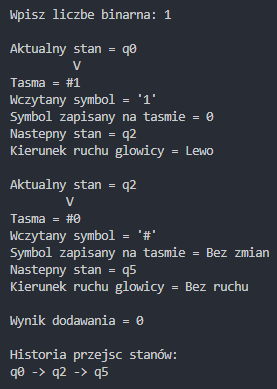 Wpisz liczbe binarna: 1
Aktualny stan = q0
V
Tasma = #1
Wczytany symbol = '1'
Symbol zapisany na tasmie = 0
Nastepny stan = q2
Kierunek ruchu glowicy = Lewo
Aktualny stan = q2
V
Tasma = #0
Wczytany symbol = '#'
Symbol zapisany na tasmie = Bez zmian
Nastepny stan = q5
Kierunek ruchu glowicy = Bez ruchu
Wynik dodawania = 0
Historia przejsc stanów:
q0 -> q2 -> q5